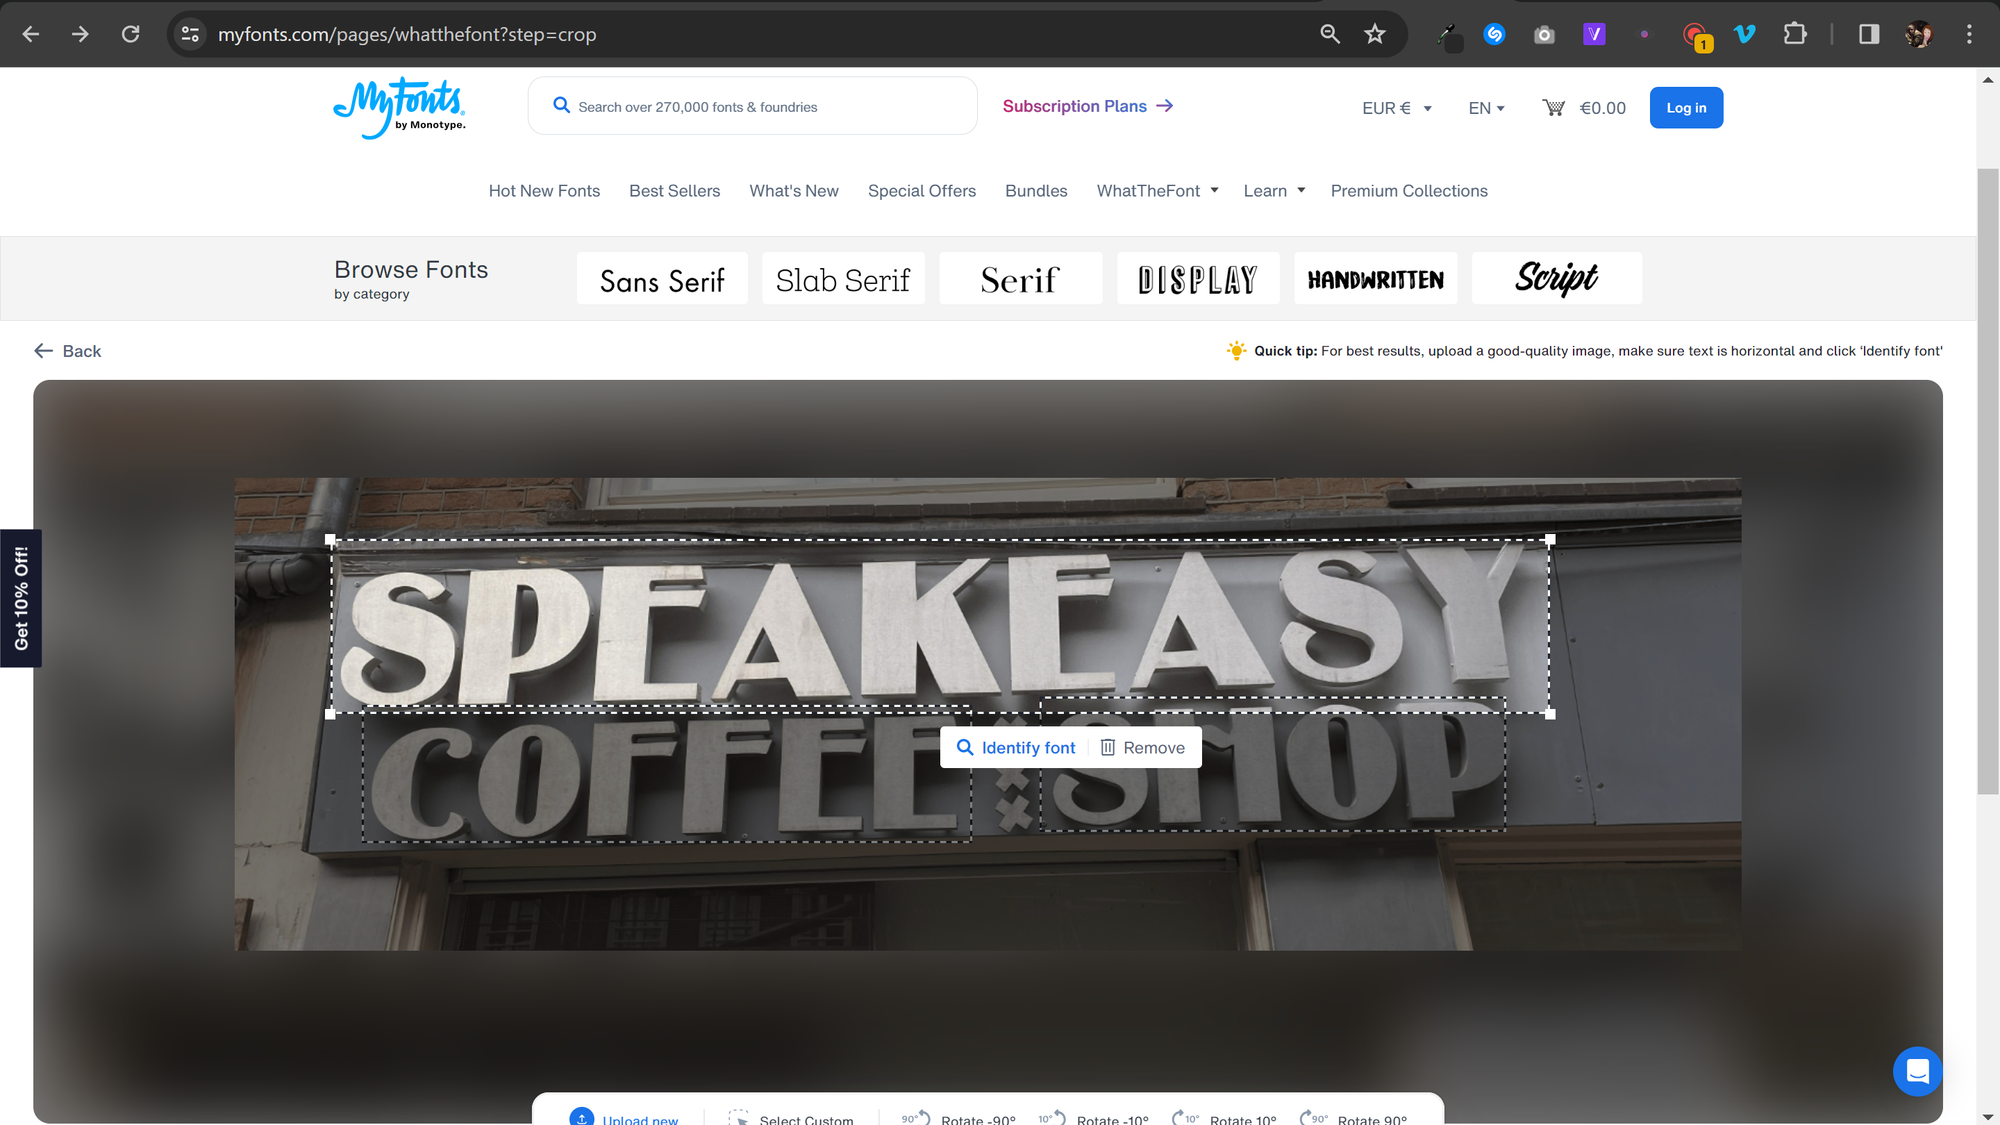 myfonts.com/pages/whatthefont?step=crop
1
MyFonts
by Monotype.
Search over 270,000 fonts & foundries
Subscription Plans
EUR €
EN
€0.00
Log in
Hot New Fonts Best Sellers What's New Special Offers Bundles WhatTheFont Learn Premium Collections
Browse Fonts
by category
Sans Serif Slab Serif Serif DISPLAY HANDWRITTEN Script
Back
Quick tip: For best results, upload a good-quality image, make sure text is horizontal and click 'Identify font'
Get 10% Off!
SPEAKEASY
COFFEE SHOP
Identify font Remove
Upload new Select Custom 90° Rotate -90° 10° Rotate -10° 10° Rotate 10° 90° Rotate 90°